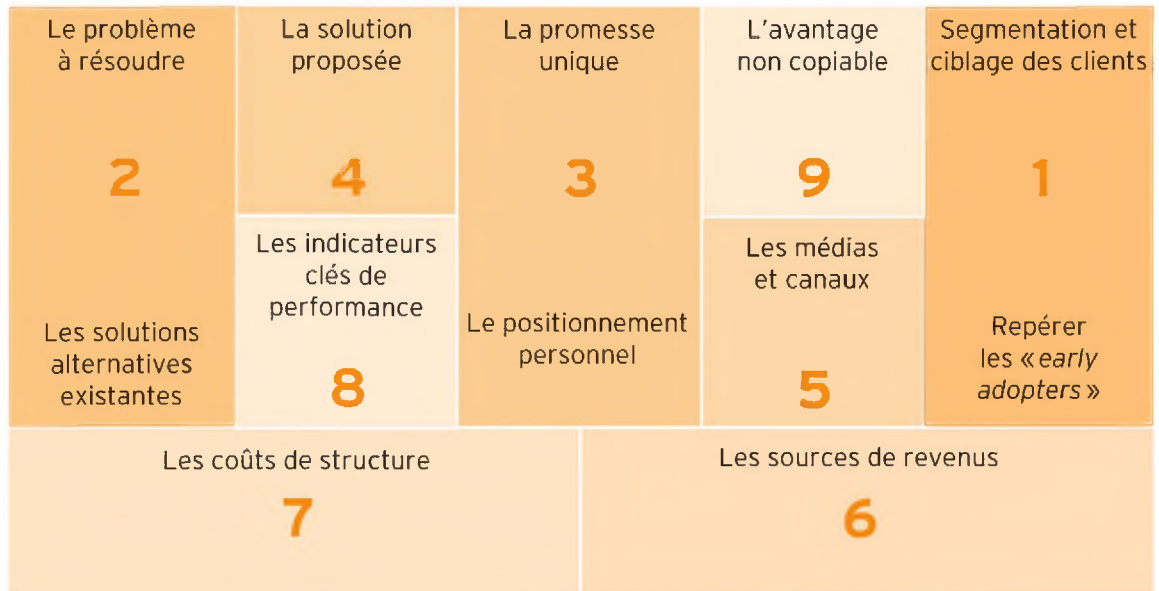 Le problème
à résoudre
2
Les solutions
alternatives
existantes
La solution
proposée
4
Les indicateurs
clés de
performance
8
La promesse
unique
3
Le positionnement
personnel
L'avantage
non copiable
9
Les médias
et canaux
5
Segmentation et
ciblage des clients
1
Repérer
les «early
adopters»
Les coûts de structure
7
Les sources de revenus
6